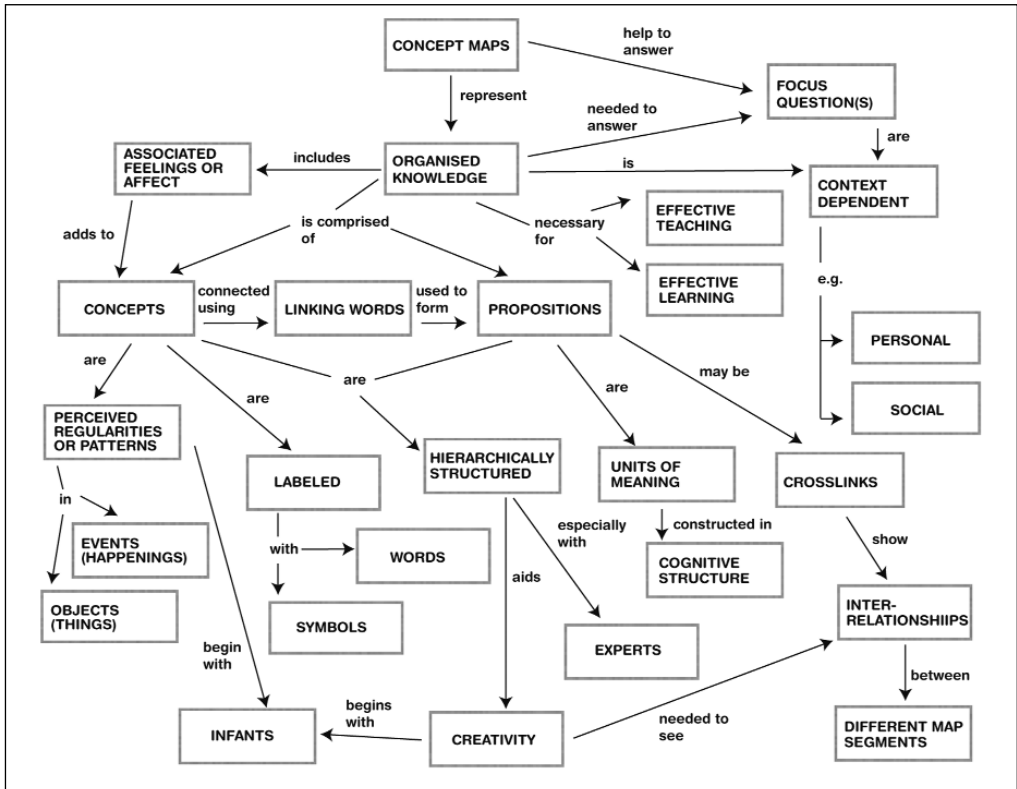 CONCEPT MAPS
help to
answer
FOCUS
QUESTION(S)
represent
needed to
answer
are
ASSOCIATED
FEELINGS OR
AFFECT
includes
ORGANISED
KNOWLEDGE
is
CONTEXT
DEPENDENT
adds to
is comprised
of
necessary
for
EFFECTIVE
TEACHING
EFFECTIVE
LEARNING
e.g.
CONCEPTS
connected
using
LINKING WORDS
used to
form
PROPOSITIONS
PERSONAL
SOCIAL
are
are
are
are
may be
PERCEIVED
REGULARITIES
OR PATTERNS
LABELED
HIERARCHICALLY
STRUCTURED
UNITS OF
MEANING
CROSSLINKS
in
EVENTS
(HAPPENINGS)
OBJECTS
(THINGS)
with
WORDS
SYMBOLS
aids
especially
with
EXPERTS
constructed in
COGNITIVE
STRUCTURE
show
INTER-
RELATIONSHIIPS
begin
with
INFANTS
begins
with
CREATIVITY
needed to
see
between
DIFFERENT MAP
SEGMENTS